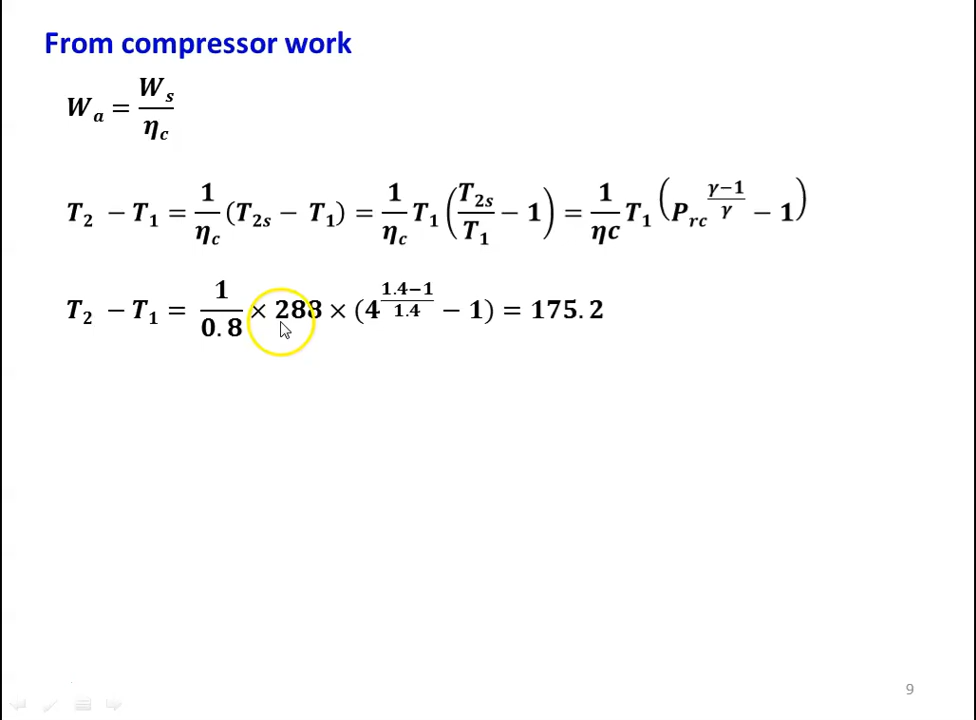 From compressor work
W_a = W_s / η_c
T_2 − T_1 = 1/η_c (T_2s − T_1) = 1/η_c T_1 (T_2s/T_1 − 1) = 1/ηc T_1 (P_rc^((γ−1)/γ) − 1)
T_2 − T_1 = 1/0.8 × 288 × (4^((1.4−1)/1.4) − 1) = 175.2
9